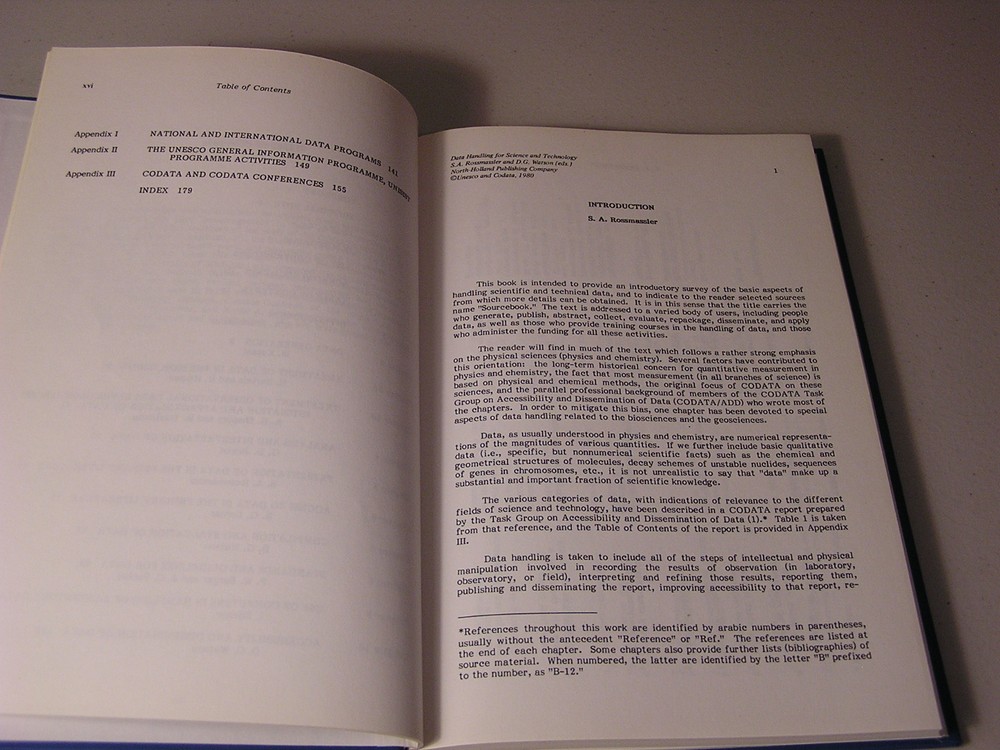 xvi
Table of Contents
Appendix I NATIONAL AND INTERNATIONAL DATA PROGRAMS 141
Appendix II THE UNESCO GENERAL INFORMATION PROGRAMME, UNISIST
PROGRAMME ACTIVITIES 149
Appendix III CODATA AND CODATA CONFERENCES 155
INDEX 179
Data Handling for Science and Technology
S.A. Rossmassler and D.G. Watson (eds.)
North-Holland Publishing Company
©Unesco and Codata, 1980
1
INTRODUCTION
S. A. Rossmassler
This book is intended to provide an introductory survey of the basic aspects of
handling scientific and technical data, and to indicate to the reader selected sources
from which more details can be obtained. It is in this sense that the title carries the
name "Sourcebook." The text is addressed to a varied body of users, including people
who generate, publish, abstract, collect, evaluate, repackage, disseminate, and apply
data, as well as those who provide training courses in the handling of data, and those
who administer the funding for all these activities.
The reader will find in much of the text which follows a rather strong emphasis
on the physical sciences (physics and chemistry). Several factors have contributed to
this orientation: the long-term historical concern for quantitative measurement in
physics and chemistry, the fact that most measurement (in all branches of science) is
based on physical and chemical methods, the original focus of CODATA on these
sciences, and the parallel professional background of members of the CODATA Task
Group on Accessibility and Dissemination of Data (CODATA/ADD) who wrote most of
the chapters. In order to mitigate this bias, one chapter has been devoted to special
aspects of data handling related to the biosciences and the geosciences.
Data, as usually understood in physics and chemistry, are numerical representa-
tions of the magnitudes of various quantities. If we further include basic qualitative
data (i.e., specific, but nonnumerical scientific facts) such as the chemical and
geometrical structures of molecules, decay schemes of unstable nuclides, sequences
of genes in chromosomes, etc., it is not unrealistic to say that "data" make up a
substantial and important fraction of scientific knowledge.
The various categories of data, with indications of relevance to the different
fields of science and technology, have been described in a CODATA report prepared
by the Task Group on Accessibility and Dissemination of Data (1).* Table 1 is taken
from that reference, and the Table of Contents of the report is provided in Appendix
III.
Data handling is taken to include all of the steps of intellectual and physical
manipulation involved in recording the results of observation (in laboratory,
observatory, or field), interpreting and refining those results, reporting them,
publishing and disseminating the report, improving accessibility to that report, re-
*References throughout this work are identified by arabic numbers in parentheses,
usually without the antecedent "Reference" or "Ref." The references are listed at
the end of each chapter. Some chapters also provide further lists (bibliographies) of
source material. When numbered, the latter are identified by the letter "B" prefixed
to the number, as "B-12."